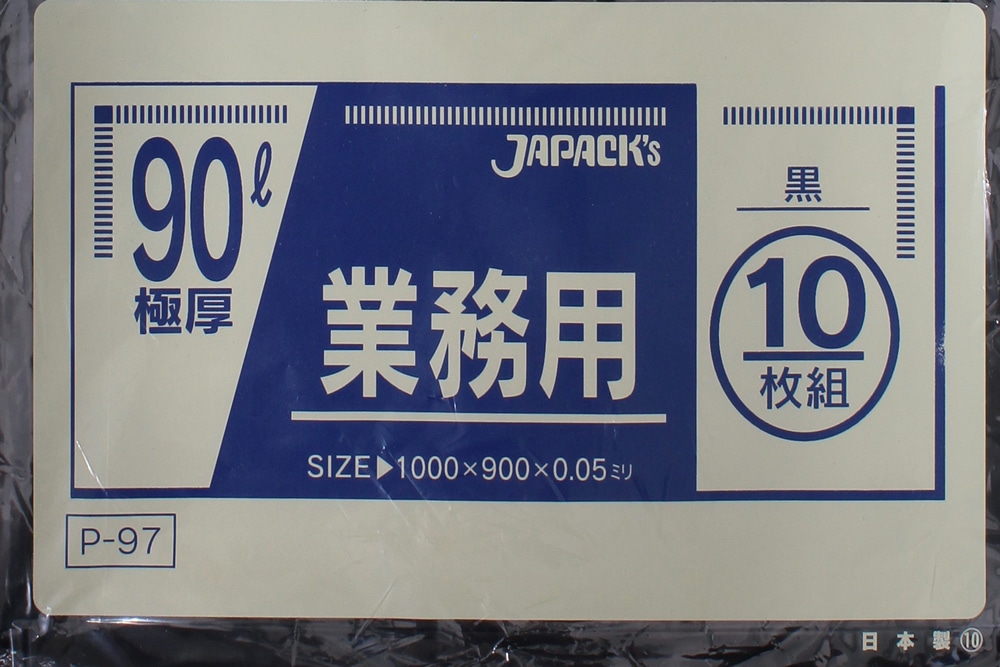 90ℓ
極厚
JAPACK's
業務用
SIZE▶1000×900×0.05ミリ
黒
10
枚組
P-97
日本製⑩